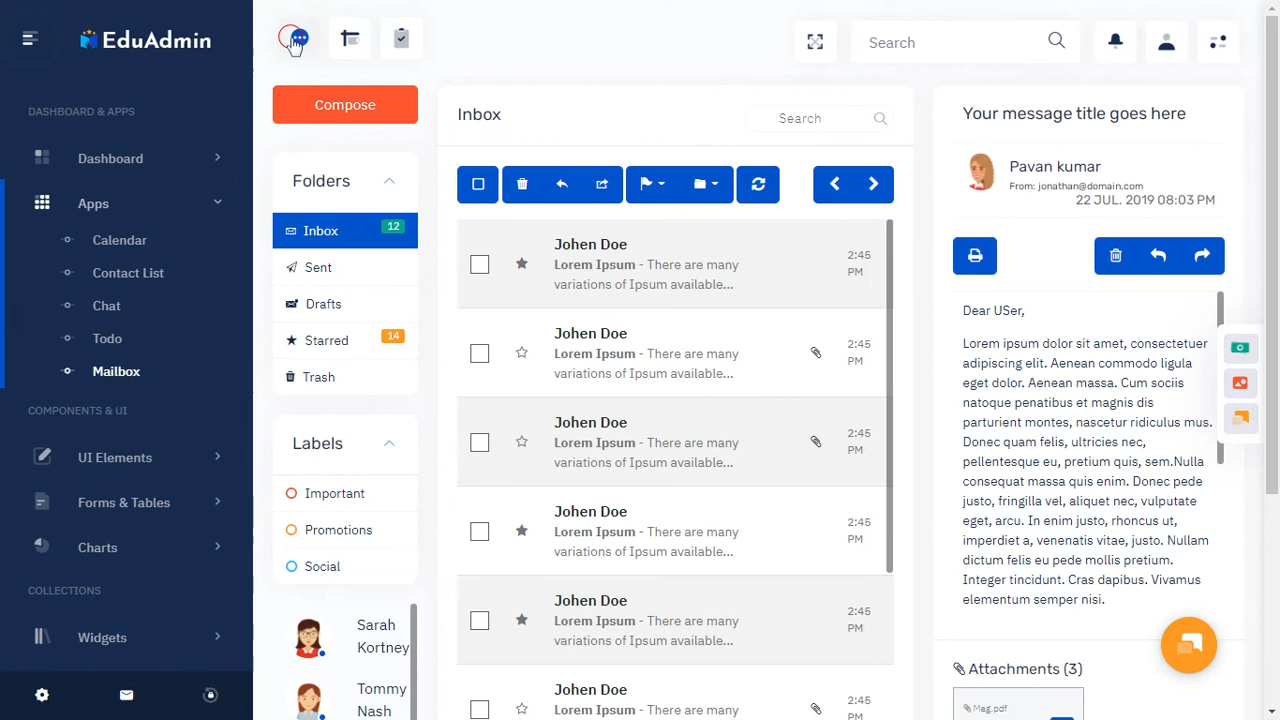 EduAdmin
Search
DASHBOARD & APPS
Dashboard
Apps
Calendar
Contact List
Chat
Todo
Mailbox
COMPONENTS & UI
UI Elements
Forms & Tables
Charts
COLLECTIONS
Widgets
Compose
Folders
Inbox 12
Sent
Drafts
Starred 14
Trash
Labels
Important
Promotions
Social
Sarah
Kortney
Tommy
Nash
Inbox
Search
Johen Doe
Lorem Ipsum - There are many
variations of Ipsum available...
2:45
PM
Johen Doe
Lorem Ipsum - There are many
variations of Ipsum available...
2:45
PM
Johen Doe
Lorem Ipsum - There are many
variations of Ipsum available...
2:45
PM
Johen Doe
Lorem Ipsum - There are many
variations of Ipsum available...
2:45
PM
Johen Doe
Lorem Ipsum - There are many
variations of Ipsum available...
2:45
PM
Johen Doe
Lorem Ipsum - There are many
2:45
PM
Your message title goes here
Pavan kumar
From: jonathan@domain.com
22 JUL. 2019 08:03 PM
Dear USer,
Lorem ipsum dolor sit amet, consectetuer
adipiscing elit. Aenean commodo ligula
eget dolor. Aenean massa. Cum sociis
natoque penatibus et magnis dis
parturient montes, nascetur ridiculus mus.
Donec quam felis, ultricies nec,
pellentesque eu, pretium quis, sem.Nulla
consequat massa quis enim. Donec pede
justo, fringilla vel, aliquet nec, vulputate
eget, arcu. In enim justo, rhoncus ut,
imperdiet a, venenatis vitae, justo. Nullam
dictum felis eu pede mollis pretium.
Integer tincidunt. Cras dapibus. Vivamus
elementum semper nisi.
Attachments (3)
Mag.pdf